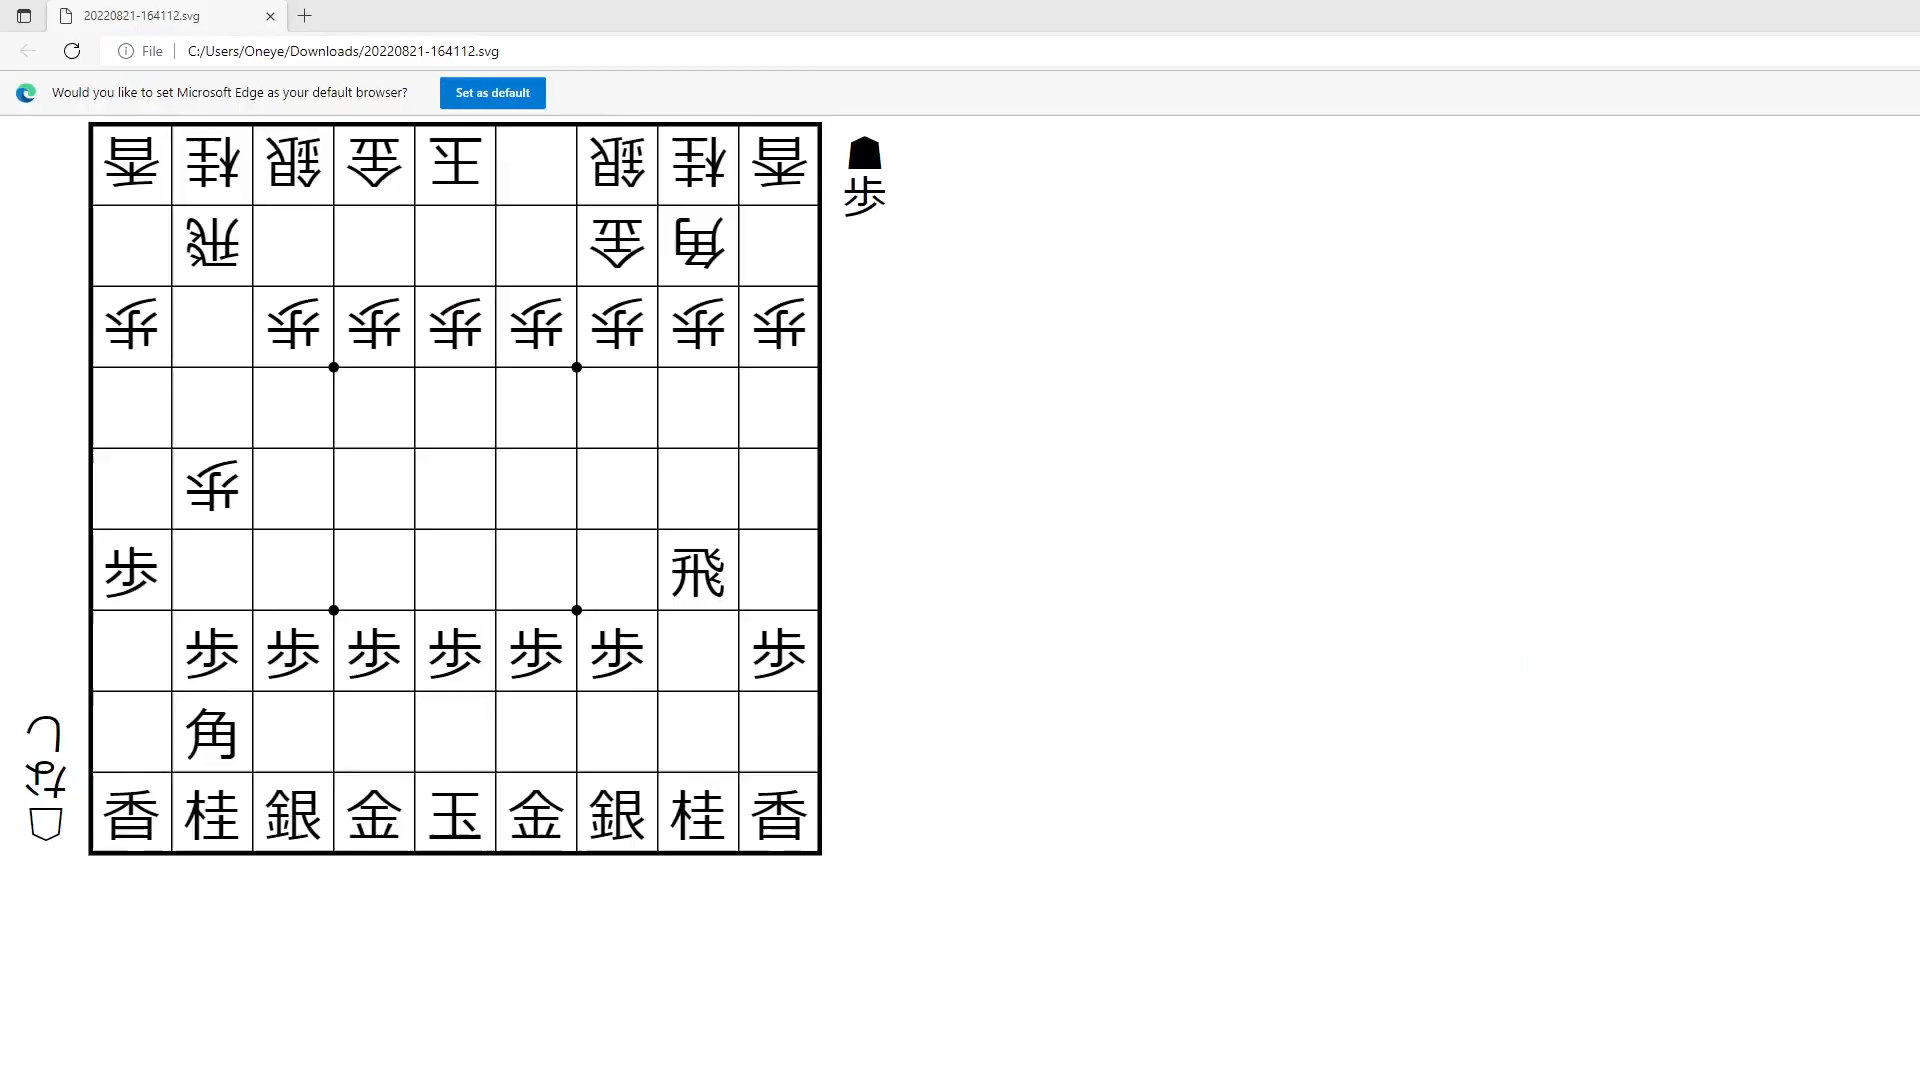 20220821-164112.svg
File C:/Users/Oneye/Downloads/20220821-164112.svg
Would you like to set Microsoft Edge as your default browser? Set as default
香桂銀金玉銀桂香
飛金角
歩歩歩歩歩歩歩歩
歩
歩飛
歩歩歩歩歩歩歩
角
香桂銀金玉金銀桂香
歩
なし